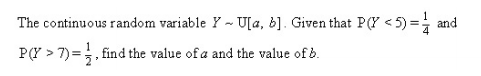 The continuous random variable Y ~ U[a, b]. Given that P(Y < 5) = 1/4 and
P(Y > 7) = 1/2, find the value of a and the value of b.